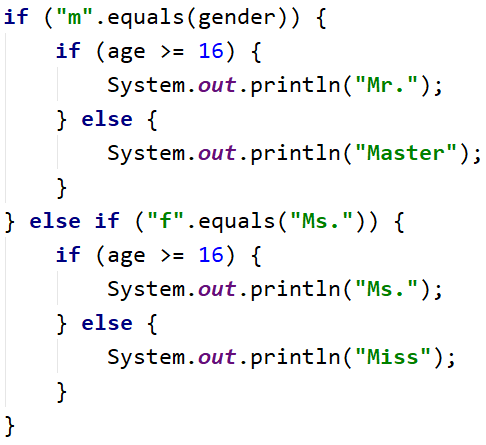 if ("m".equals(gender)) {
    if (age >= 16) {
        System.out.println("Mr.");
    } else {
        System.out.println("Master");
    }
} else if ("f".equals("Ms.")) {
    if (age >= 16) {
        System.out.println("Ms.");
    } else {
        System.out.println("Miss");
    }
}